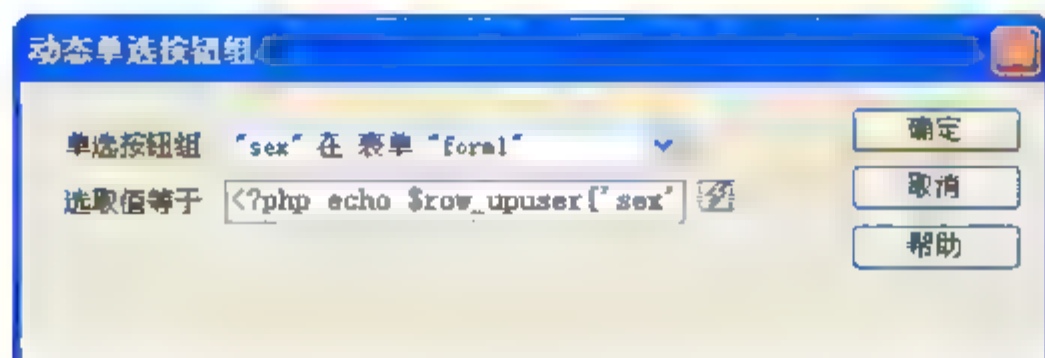 动态单选按钮组
单选按钮组 "sex" 在 表单 "form1"
确定
选取值等于 <?php echo $row_upuser['sex'
取消
帮助